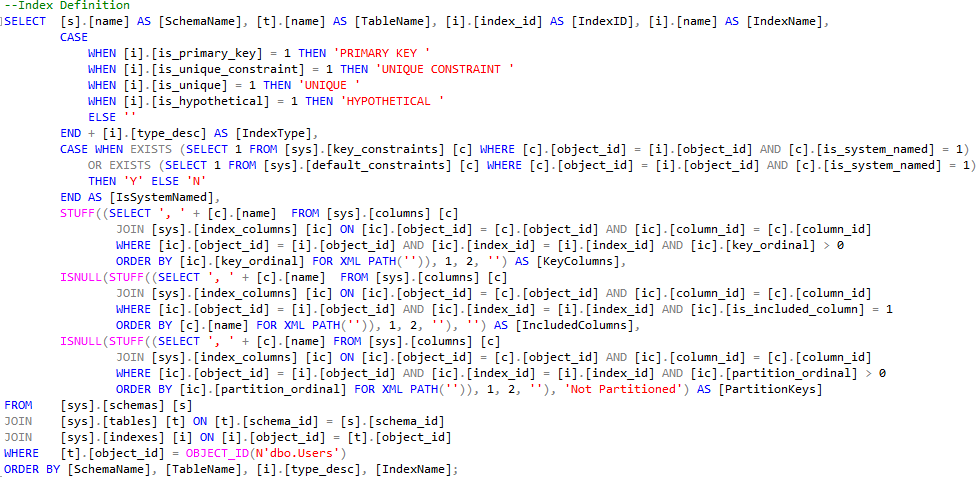 --Index Definition
SELECT [s].[name] AS [SchemaName], [t].[name] AS [TableName], [i].[index_id] AS [IndexID], [i].[name] AS [IndexName],
CASE
WHEN [i].[is_primary_key] = 1 THEN 'PRIMARY KEY '
WHEN [i].[is_unique_constraint] = 1 THEN 'UNIQUE CONSTRAINT '
WHEN [i].[is_unique] = 1 THEN 'UNIQUE '
WHEN [i].[is_hypothetical] = 1 THEN 'HYPOTHETICAL '
ELSE ''
END + [i].[type_desc] AS [IndexType],
CASE WHEN EXISTS (SELECT 1 FROM [sys].[key_constraints] [c] WHERE [c].[object_id] = [i].[object_id] AND [c].[is_system_named] = 1)
OR EXISTS (SELECT 1 FROM [sys].[default_constraints] [c] WHERE [c].[object_id] = [i].[object_id] AND [c].[is_system_named] = 1)
THEN 'Y' ELSE 'N'
END AS [IsSystemNamed],
STUFF((SELECT ', ' + [c].[name]  FROM [sys].[columns] [c]
JOIN [sys].[index_columns] [ic] ON [ic].[object_id] = [c].[object_id] AND [ic].[column_id] = [c].[column_id]
WHERE [ic].[object_id] = [i].[object_id] AND [ic].[index_id] = [i].[index_id] AND [ic].[key_ordinal] > 0
ORDER BY [ic].[key_ordinal] FOR XML PATH('')), 1, 2, '') AS [KeyColumns],
ISNULL(STUFF((SELECT ', ' + [c].[name]  FROM [sys].[columns] [c]
JOIN [sys].[index_columns] [ic] ON [ic].[object_id] = [c].[object_id] AND [ic].[column_id] = [c].[column_id]
WHERE [ic].[object_id] = [i].[object_id] AND [ic].[index_id] = [i].[index_id] AND [ic].[is_included_column] = 1
ORDER BY [c].[name] FOR XML PATH('')), 1, 2, ''), '') AS [IncludedColumns],
ISNULL(STUFF((SELECT ', ' + [c].[name] FROM [sys].[columns] [c]
JOIN [sys].[index_columns] [ic] ON [ic].[object_id] = [c].[object_id] AND [ic].[column_id] = [c].[column_id]
WHERE [ic].[object_id] = [i].[object_id] AND [ic].[index_id] = [i].[index_id] AND [ic].[partition_ordinal] > 0
ORDER BY [ic].[partition_ordinal] FOR XML PATH('')), 1, 2, ''), 'Not Partitioned') AS [PartitionKeys]
FROM [sys].[schemas] [s]
JOIN [sys].[tables] [t] ON [t].[schema_id] = [s].[schema_id]
JOIN [sys].[indexes] [i] ON [i].[object_id] = [t].[object_id]
WHERE [t].[object_id] = OBJECT_ID(N'dbo.Users')
ORDER BY [SchemaName], [TableName], [i].[type_desc], [IndexName];